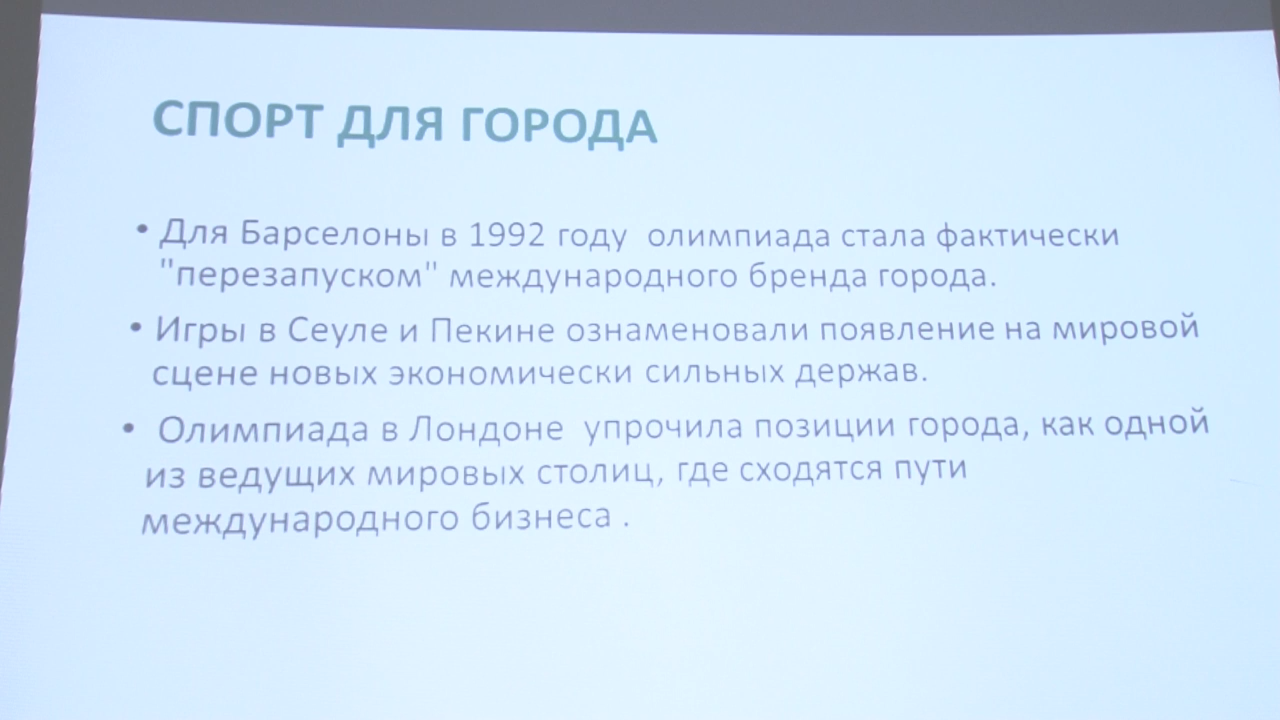 СПОРТ ДЛЯ ГОРОДА
• Для Барселоны в 1992 году олимпиада стала фактически
"перезапуском" международного бренда города.
• Игры в Сеуле и Пекине ознаменовали появление на мировой
сцене новых экономически сильных держав.
• Олимпиада в Лондоне упрочила позиции города, как одной
из ведущих мировых столиц, где сходятся пути
международного бизнеса .